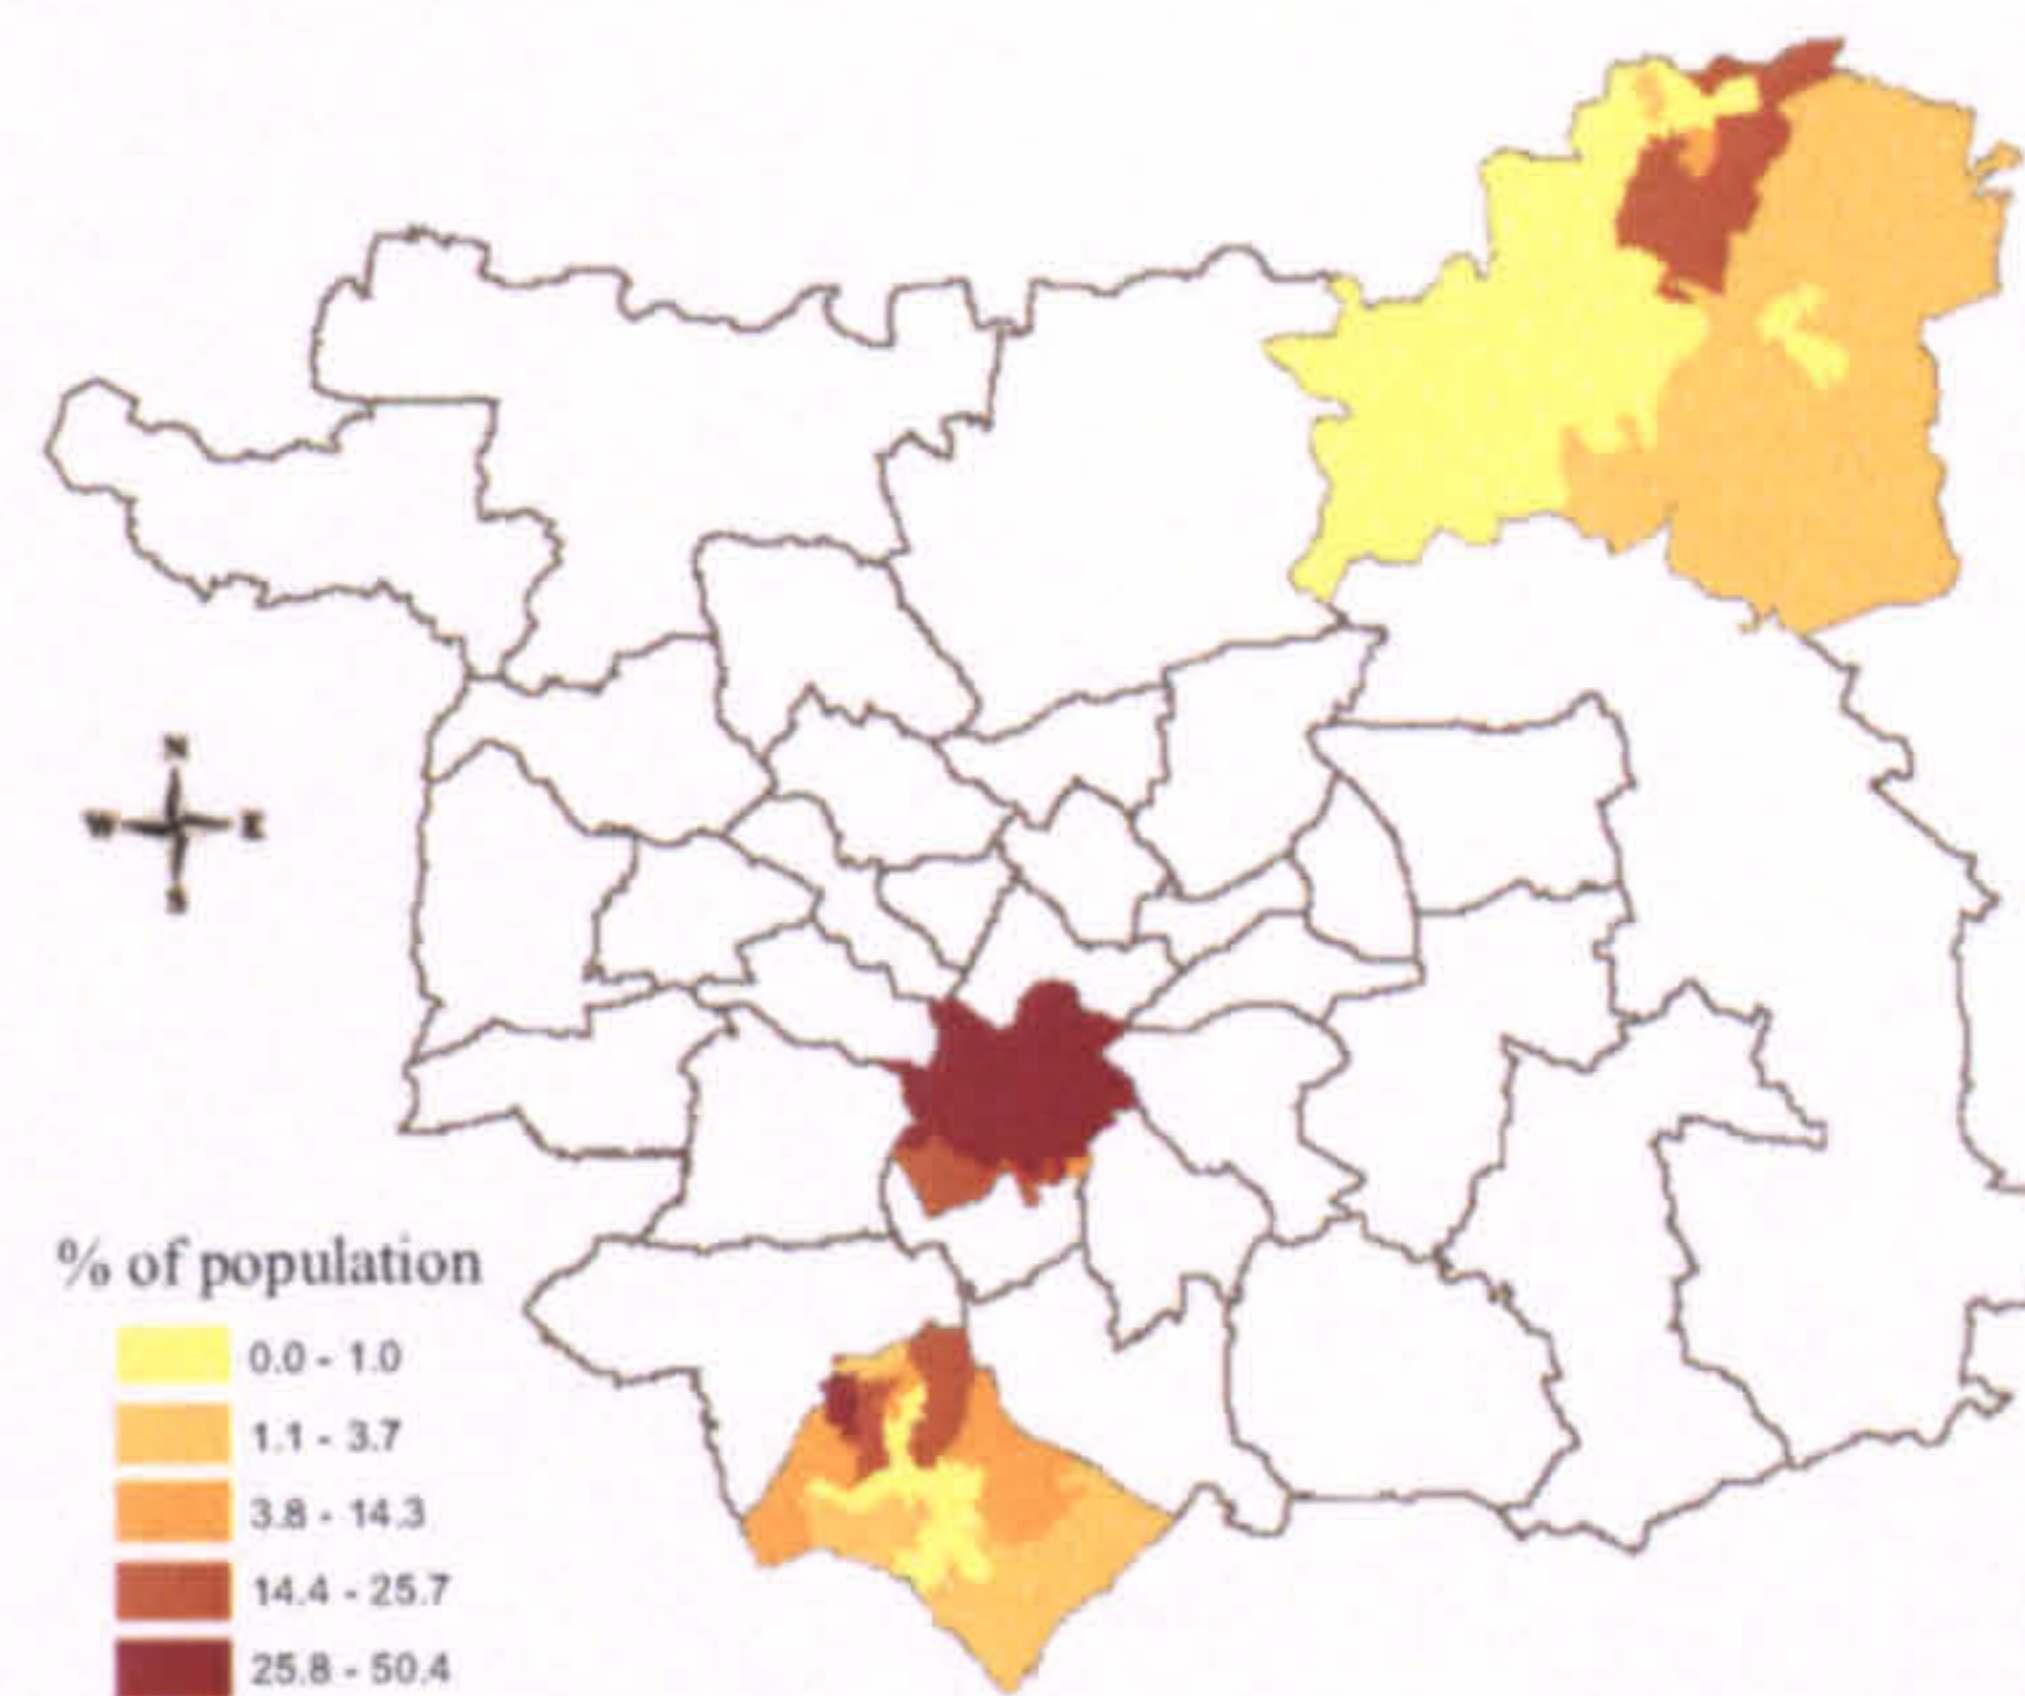 N
W E
S
% of population
0.0 - 1.0
1.1 - 3.7
3.8 - 14.3
14.4 - 25.7
25.8 - 50.4